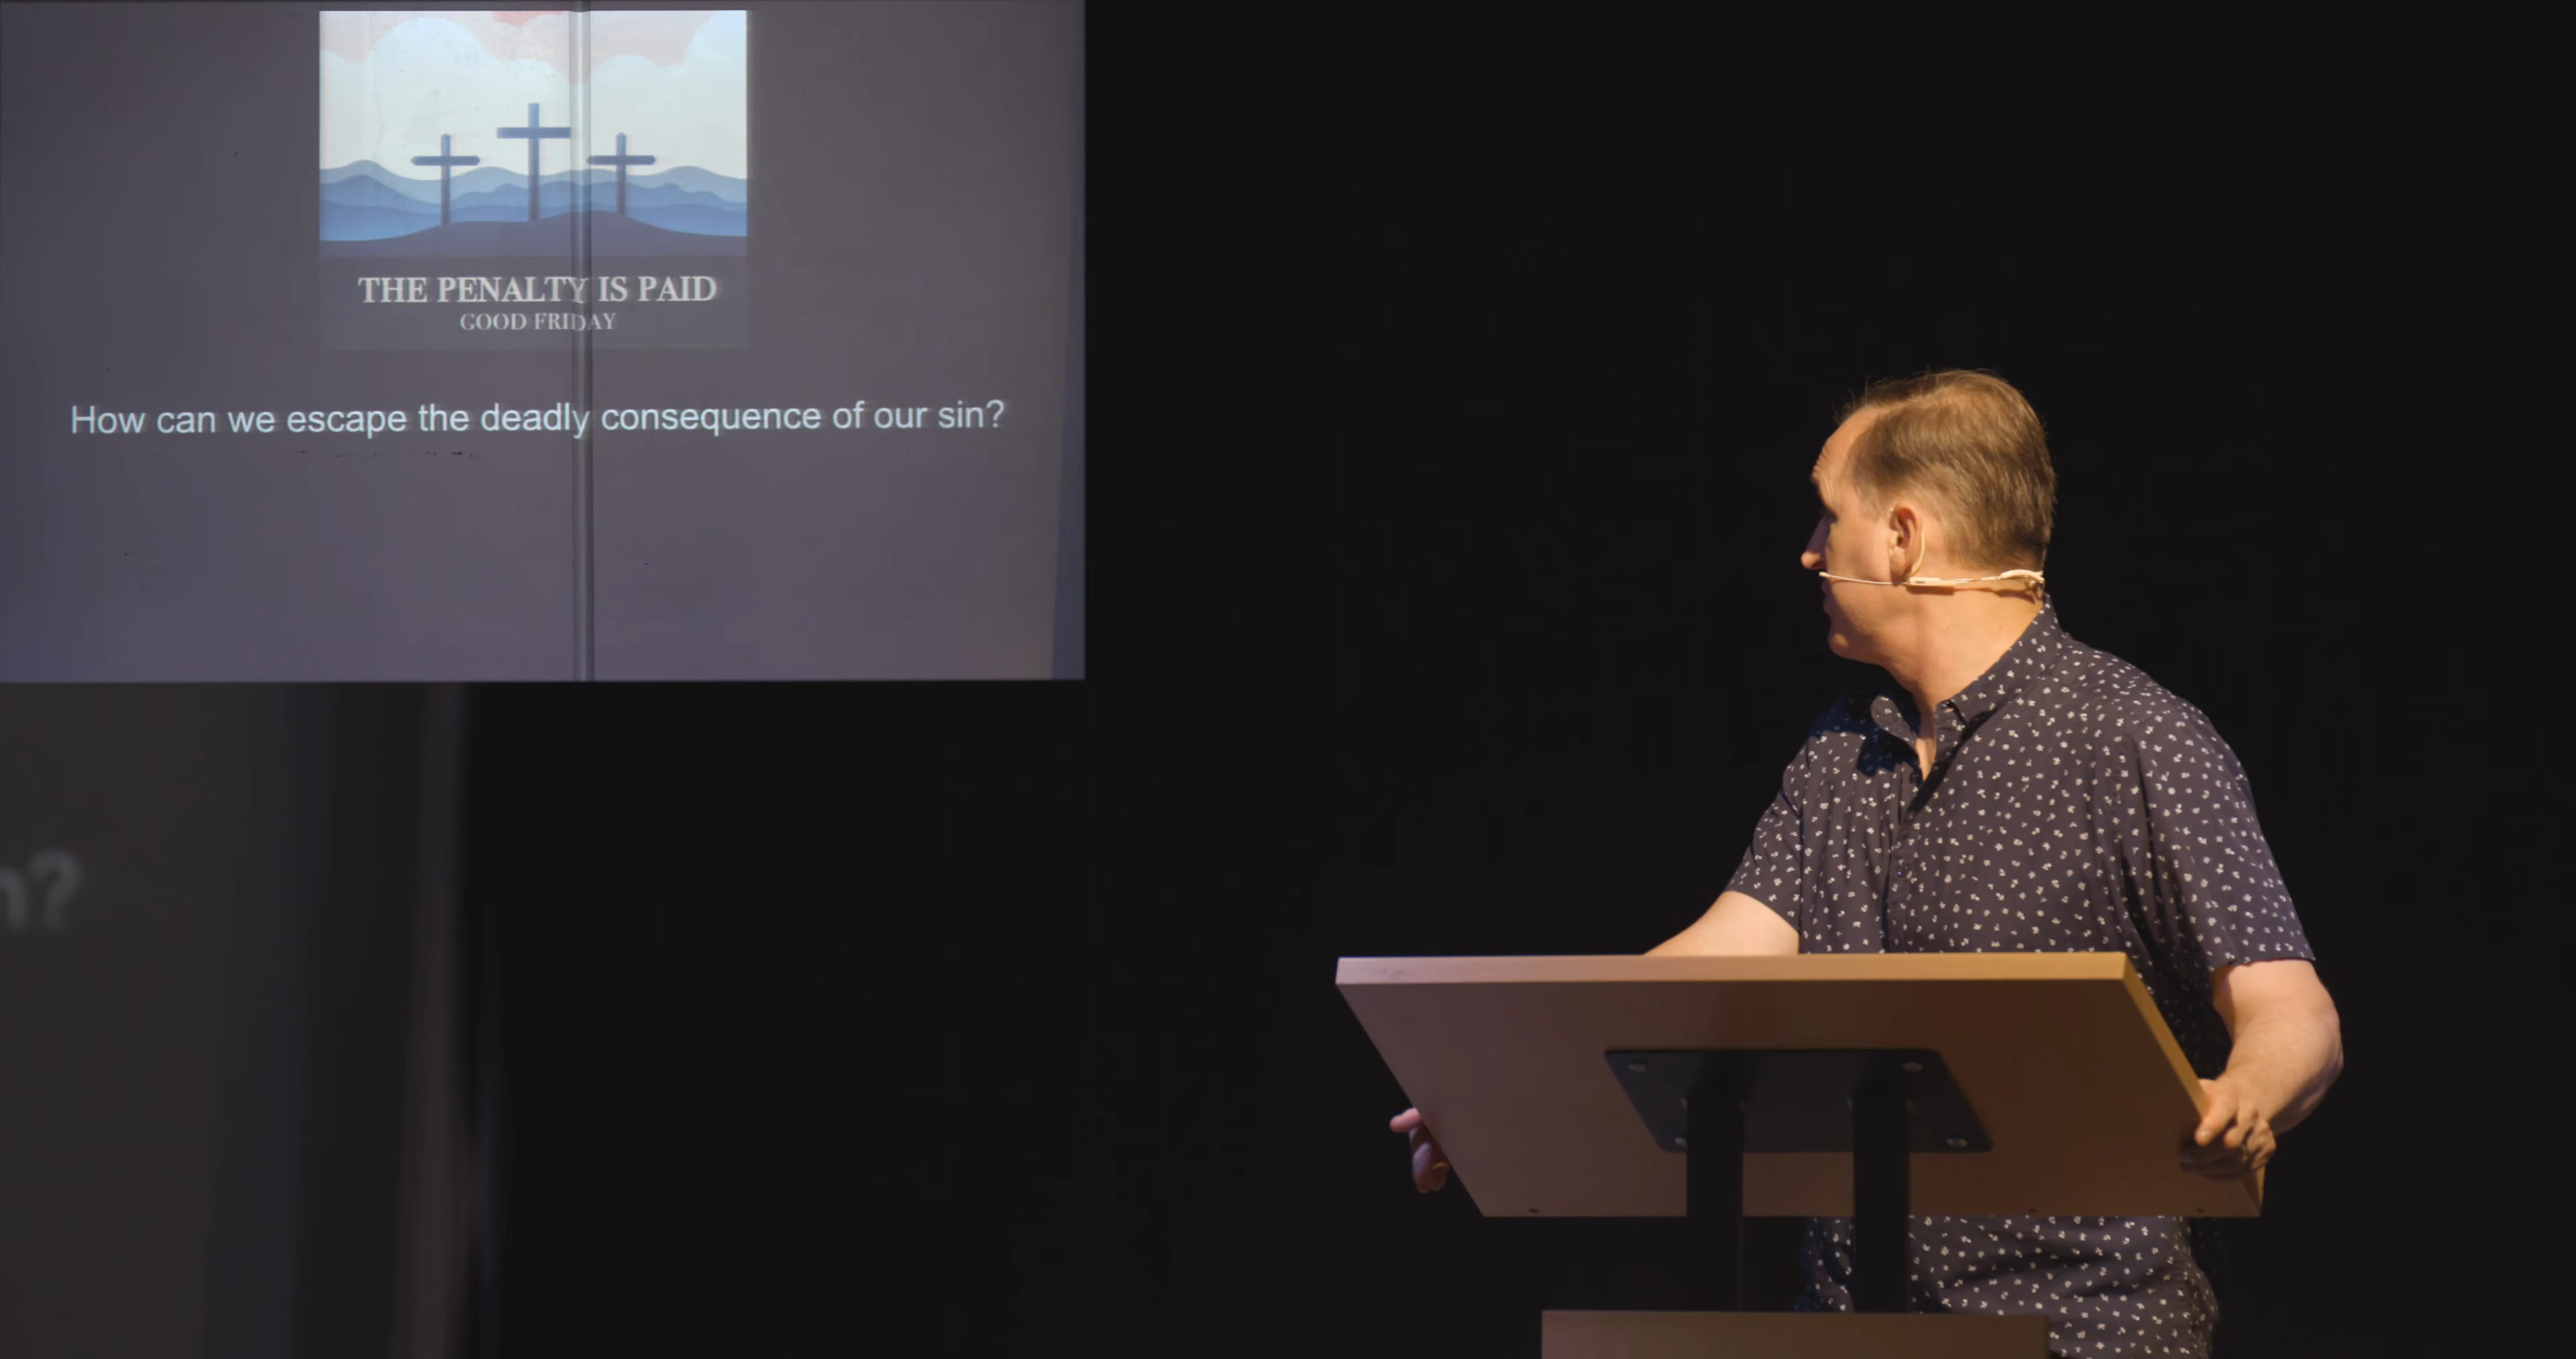 THE PENALTY IS PAID
GOOD FRIDAY
How can we escape the deadly consequence of our sin?
n?